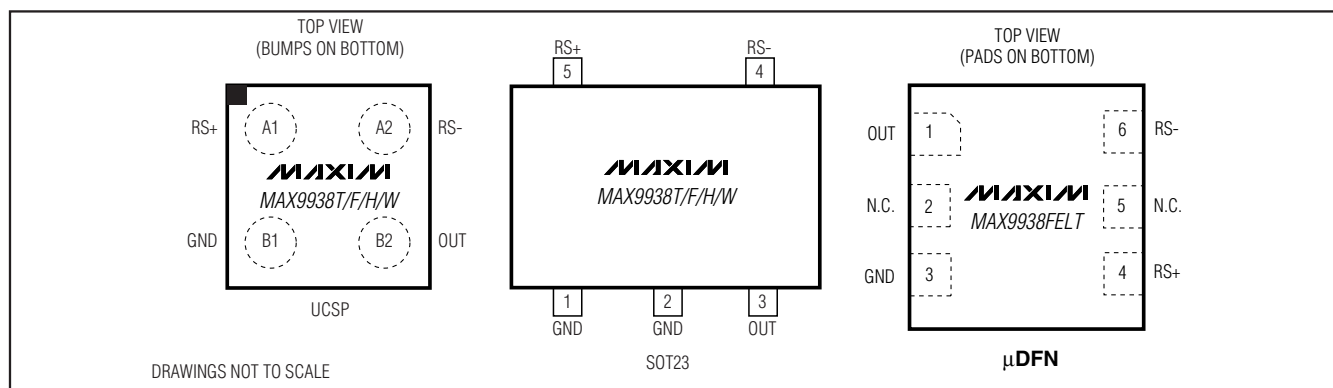 TOP VIEW
(BUMPS ON BOTTOM)
RS+ A1 A2 RS-
MAXIM
MAX9938T/F/H/W
GND B1 B2 OUT
UCSP
RS+ RS-
5 4
MAXIM
MAX9938T/F/H/W
1 2 3
GND GND OUT
SOT23
TOP VIEW
(PADS ON BOTTOM)
OUT 1 6 RS-
MAXIM
N.C. 2 5 N.C.
MAX9938FELT
GND 3 4 RS+
μDFN
DRAWINGS NOT TO SCALE